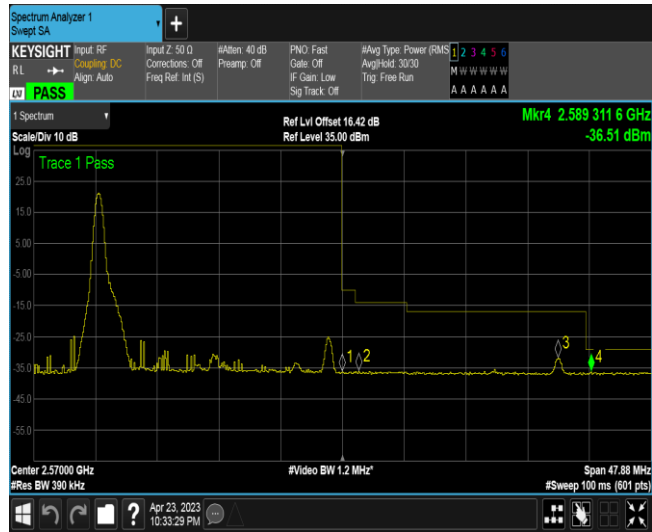 Spectrum Analyzer 1
Swept SA
+
KEYSIGHT Input: RF Input Z: 50 Ω #Atten: 40 dB PNO: Fast #Avg Type: Power (RMS 1 2 3 4 5 6
RL Coupling: DC Corrections: Off Preamp: Off Gate: Off Avg|Hold: 30/30 M W W W W W
Align: Auto Freq Ref: Int (S) IF Gain: Low Trig: Free Run
LXI PASS Sig Track: Off A A A A A A
1 Spectrum Ref Lvl Offset 16.42 dB Mkr4 2.589 311 6 GHz
Scale/Div 10 dB Ref Level 35.00 dBm -36.51 dBm
Log
Trace 1 Pass
25.0
15.0
5.00
-5.00
-15.0
-25.0
-35.0
1 2 3 4
-45.0
-55.0
Center 2.57000 GHz #Video BW 1.2 MHz* Span 47.88 MHz
#Res BW 390 kHz #Sweep 100 ms (601 pts)
? Apr 23, 2023
10:33:29 PM